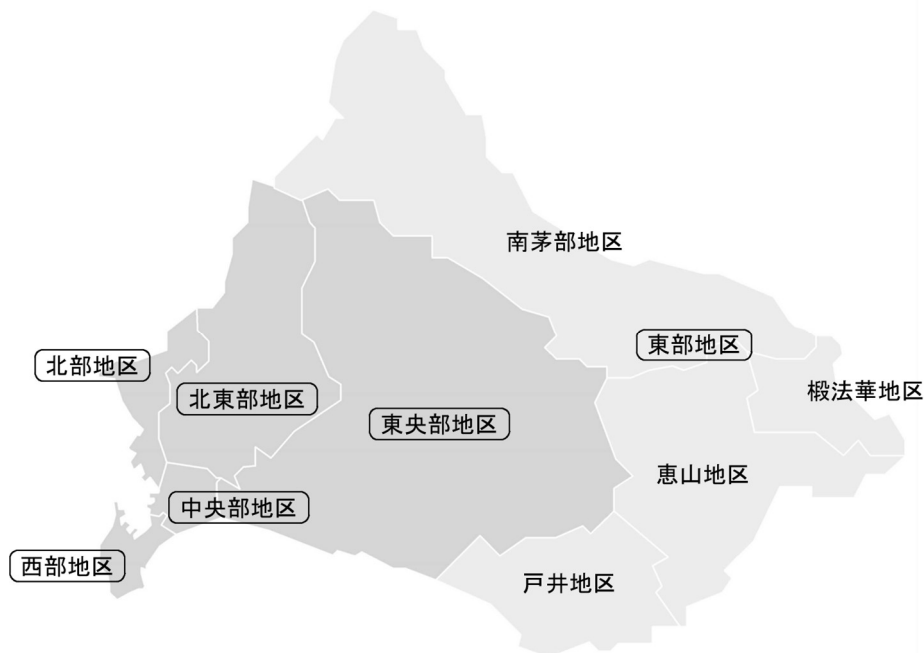 南茅部地区
東部地区
北部地区
椴法華地区
北東部地区
東央部地区
恵山地区
中央部地区
西部地区
戸井地区